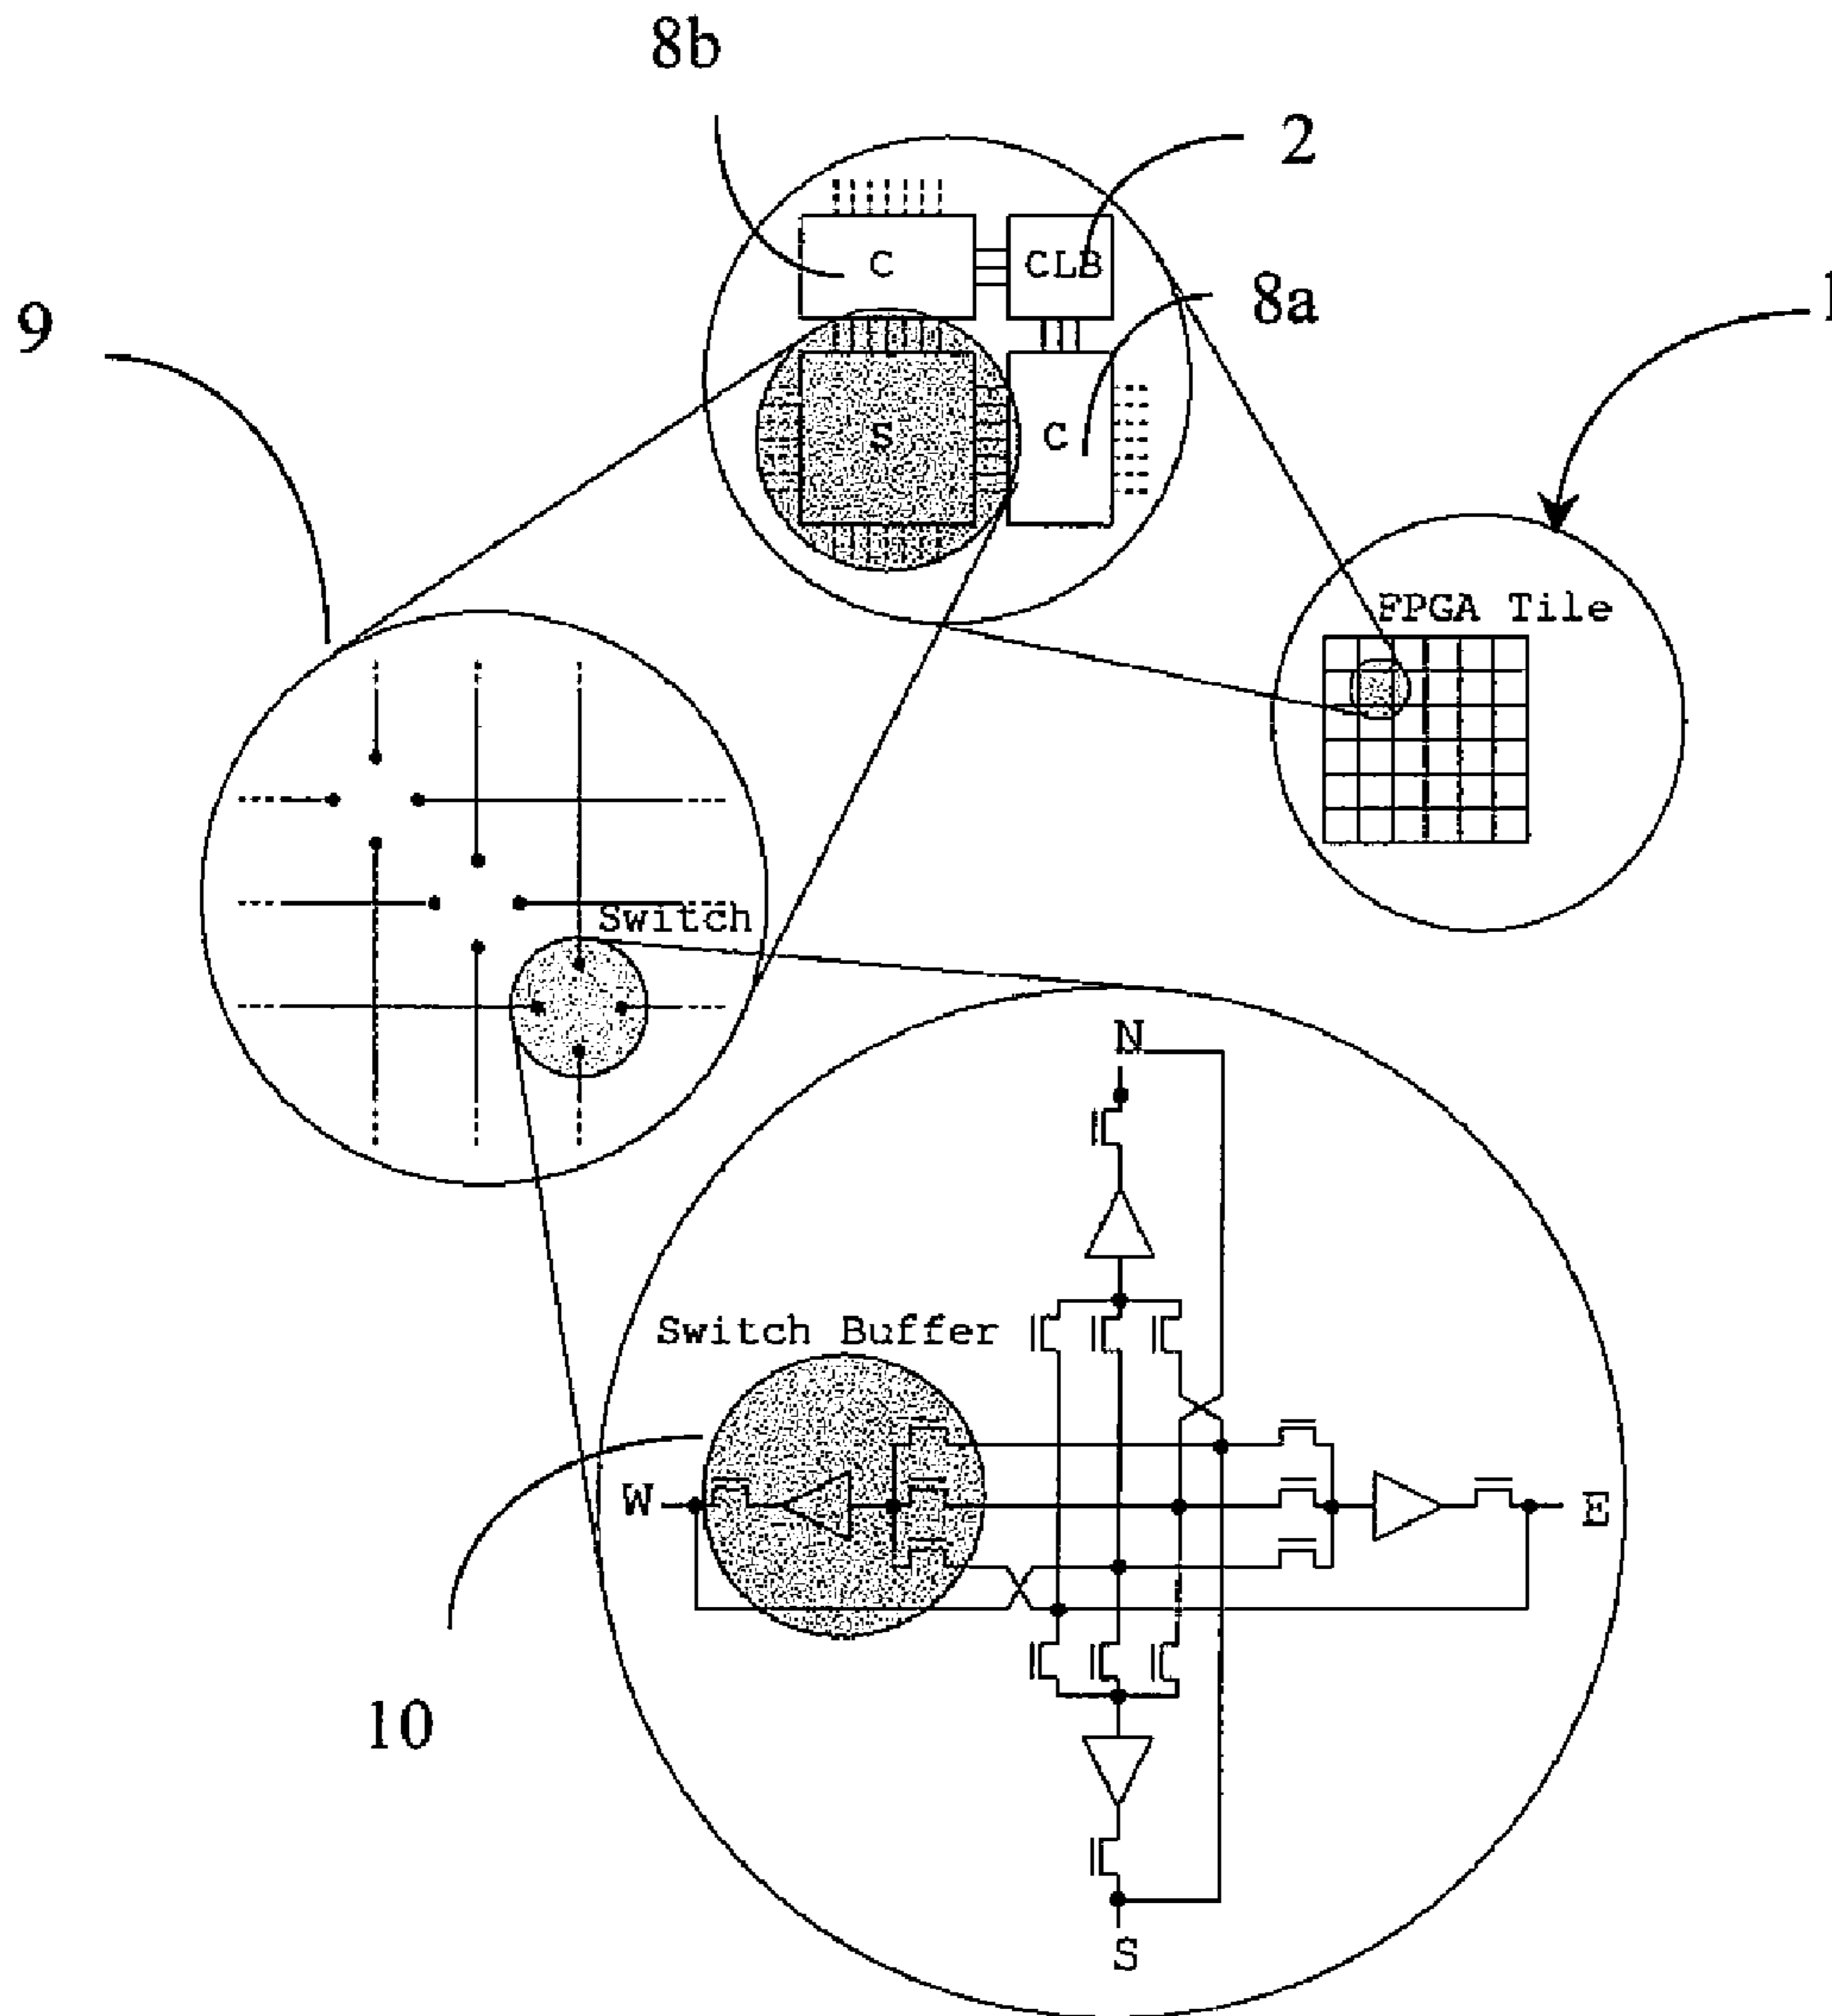 8b
2
C
CLB
9
8a
1
S
C
FPGA Tile
Switch
N
Switch Buffer
W
E
10
S